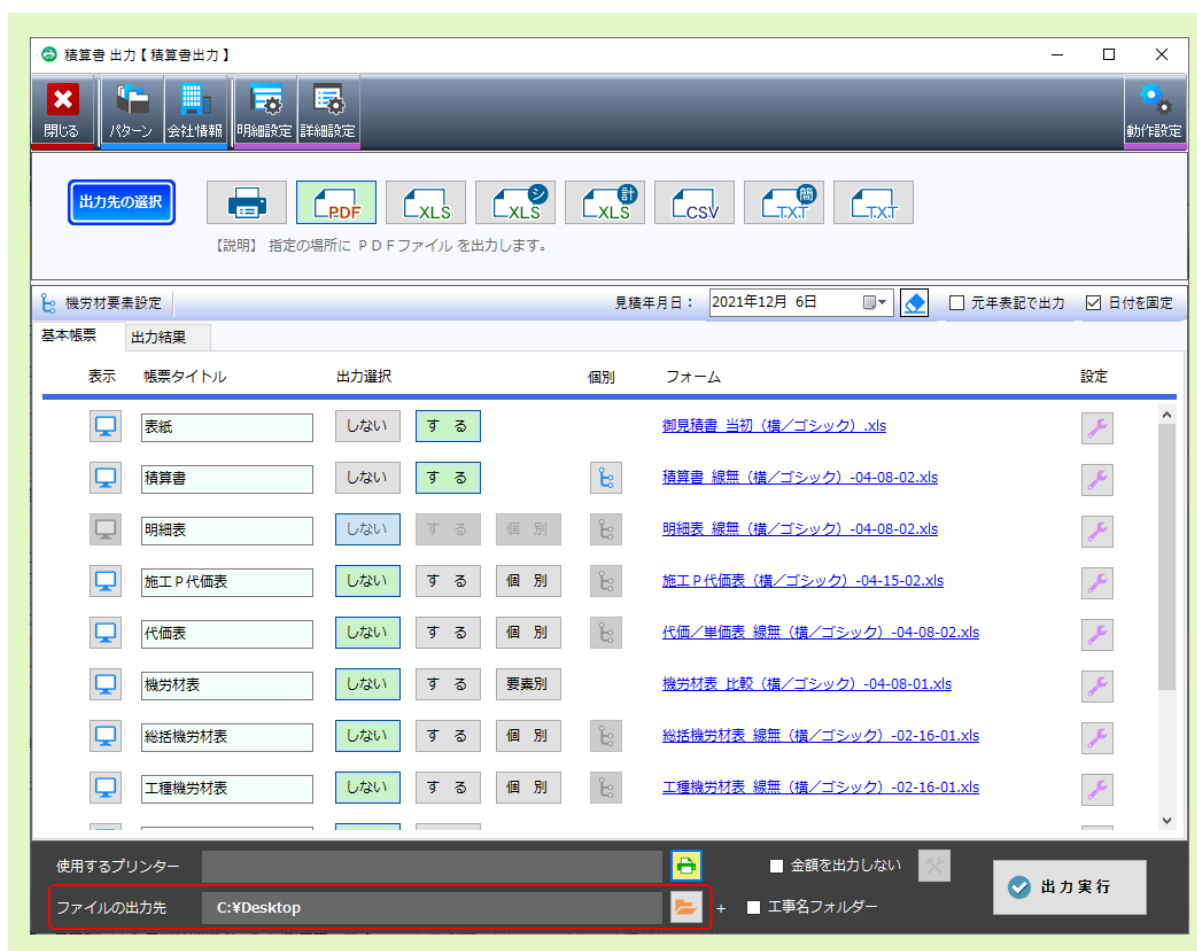 積算書 出力【 積算書出力 】
閉じる パターン 会社情報 明細設定 詳細設定 動作設定
出力先の選択 PDF XLS シ XLS 計 XLS CSV 簡 TXT TXT
【説明】 指定の場所に ＰＤＦファイル を出力します。
機労材要素設定 見積年月日： 2021年12月 6日 元年表記で出力 日付を固定
基本帳票 出力結果
表示 帳票タイトル 出力選択 個別 フォーム 設定
表紙 しない す る 御見積書_当初（横／ゴシック）.xls
積算書 しない す る 積算書_線無（横／ゴシック）-04-08-02.xls
明細表 しない す る 個 別 明細表_線無（横／ゴシック）-04-08-02.xls
施工Ｐ代価表 しない す る 個 別 施工Ｐ代価表（横／ゴシック）-04-15-02.xls
代価表 しない す る 個 別 代価／単価表_線無（横／ゴシック）-04-08-02.xls
機労材表 しない す る 要素別 機労材表_比較（横／ゴシック）-04-08-01.xls
総括機労材表 しない す る 個 別 総括機労材表_線無（横／ゴシック）-02-16-01.xls
工種機労材表 しない す る 個 別 工種機労材表_線無（横／ゴシック）-02-16-01.xls
使用するプリンター 金額を出力しない
出力実行
ファイルの出力先 C:¥Desktop + 工事名フォルダー